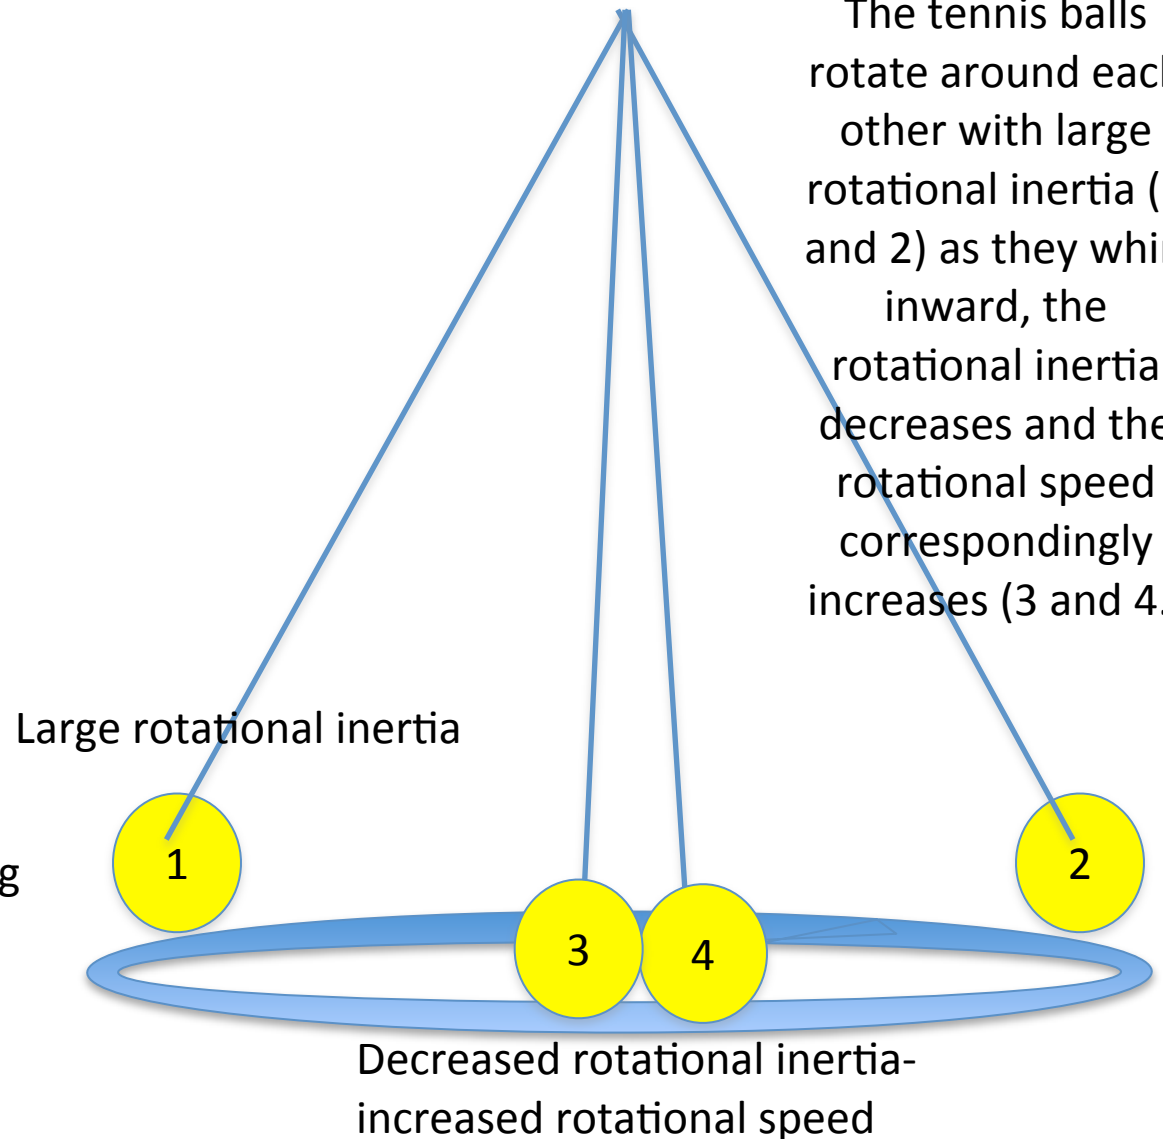 The tennis balls
rotate around each
other with large
rotational inertia (
and 2) as they whi
inward, the
rotational inertia
decreases and the
rotational speed
correspondingly
increases (3 and 4.
Large rotational inertia
1
2
g
3
4
Decreased rotational inertia-
increased rotational speed